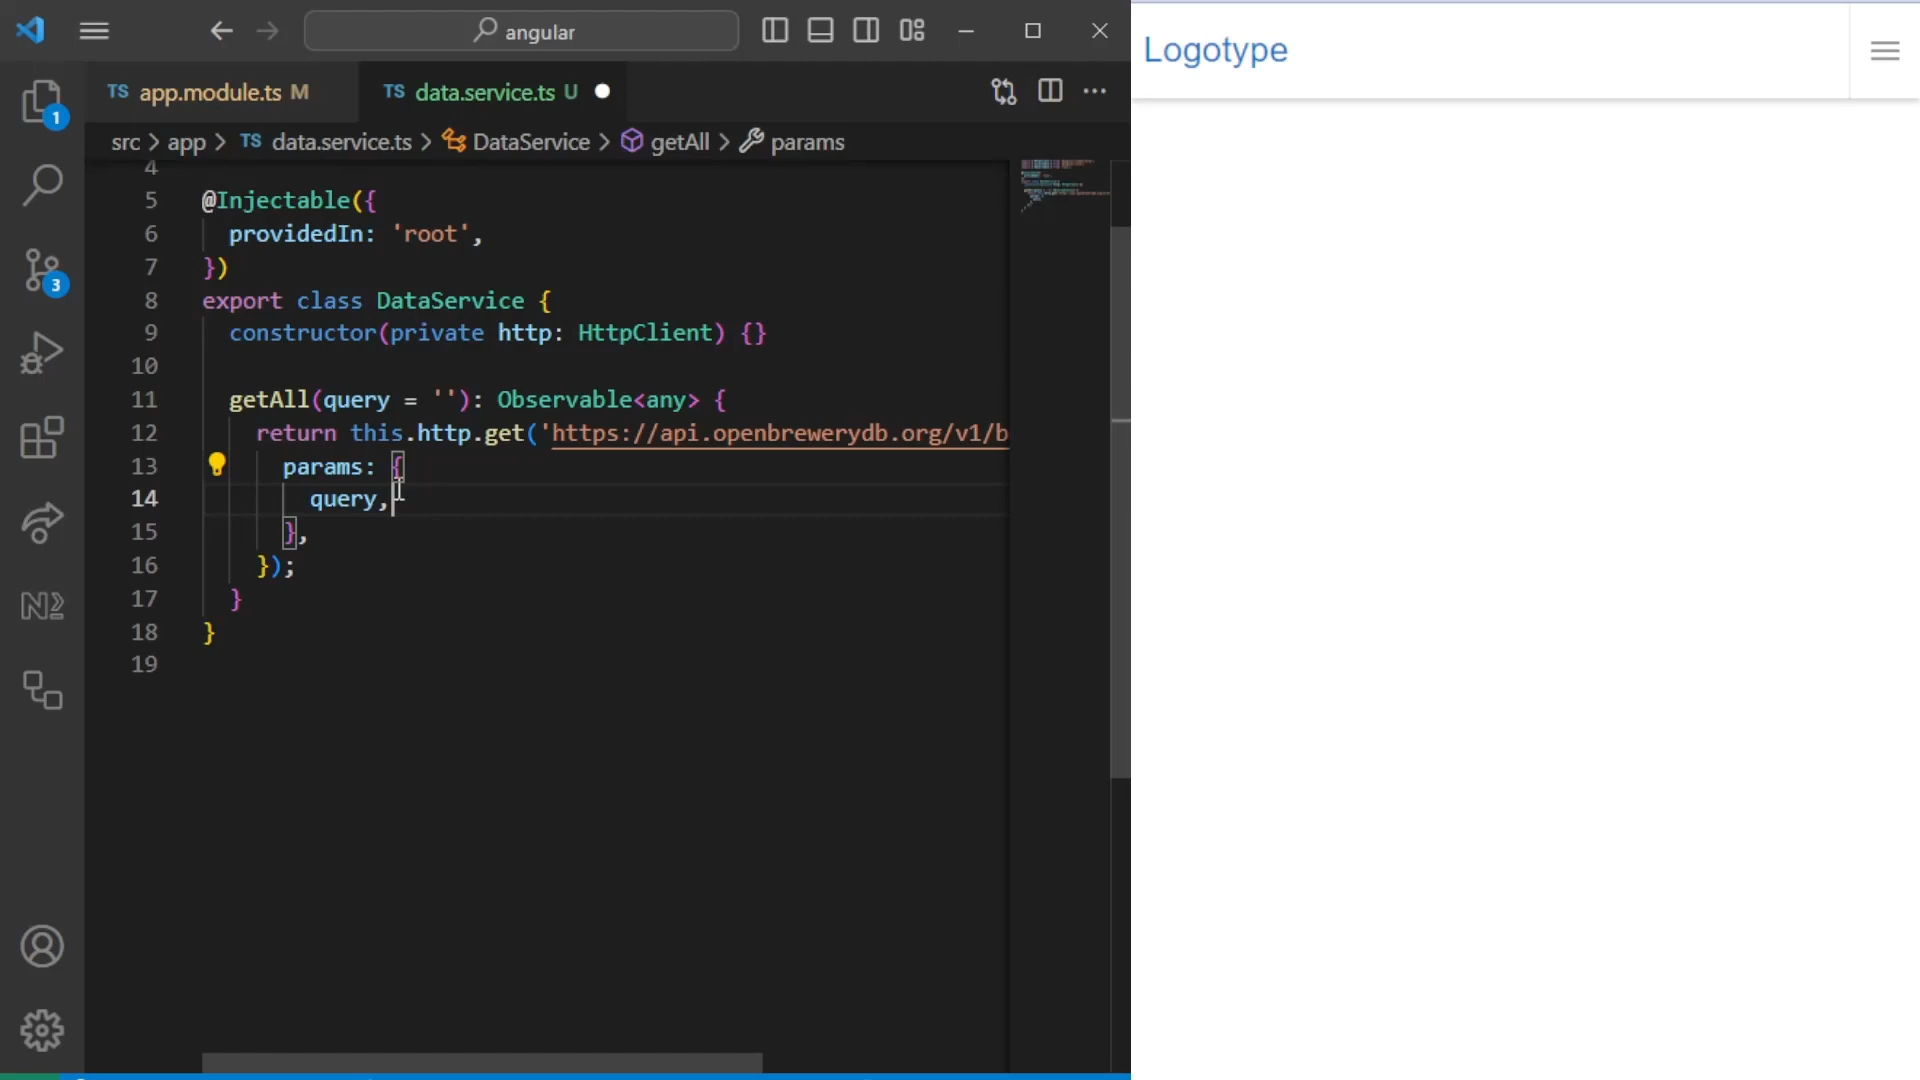 angular
TS app.module.ts M
TS data.service.ts U
src > app > TS data.service.ts > DataService > getAll > params
1
3
4
5 @Injectable({
6 providedIn: 'root',
7 })
8 export class DataService {
9 constructor(private http: HttpClient) {}
10
11 getAll(query = ''): Observable<any> {
12 return this.http.get('https://api.openbrewerydb.org/v1/b
13 params: {
14 query,
15 },
16 });
17 }
18 }
19
Logotype